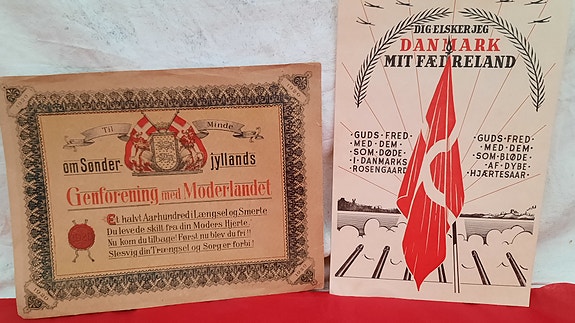 Til Minde
om Sønder-jyllands
Genforening med Moderlandet
Et halvt Aarhundred i Længsel og Smerte
Du levede skilt fra din Moders Hjerte!
Nu kom du tilbage! Først nu blev du fri!!
Slesvig din Trængsel og Sorg er forbi!
DIG ELSKER JEG
DANMARK
MIT FÆDRELAND
· GUDS FRED ·
· MED DEM ·
· SOM DØDE ·
· I DANMARKS ·
ROSENGAARD
GUDS · FRED ·
· MED DEM ·
· SOM BLØDE ·
· AF DYBE ·
HJÆRTESAAR ·